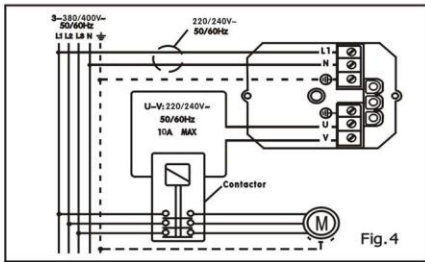 3~380/400V~
50/60Hz
L1 L2 L3 N
220/240V~
50/60Hz
L1
N
U-V: 220/240V~
50/60Hz
10A MAX
U
V
Contactor
M
Fig.4